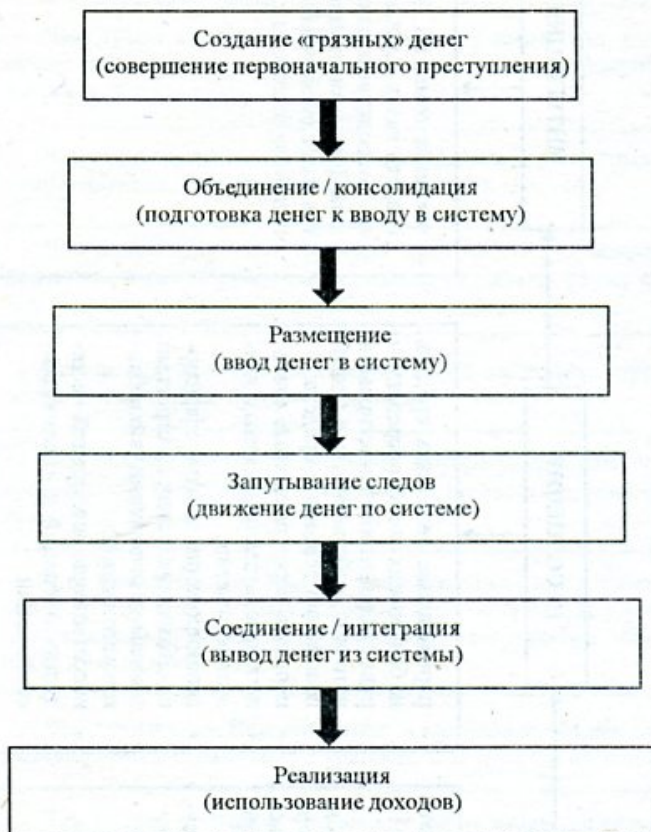 Создание «грязных» денег
(совершение первоначального преступления)
Объединение / консолидация
(подготовка денег к вводу в систему)
Размещение
(ввод денег в систему)
Запутывание следов
(движение денег по системе)
Соединение / интеграция
(вывод денег из системы)
Реализация
(использование доходов)